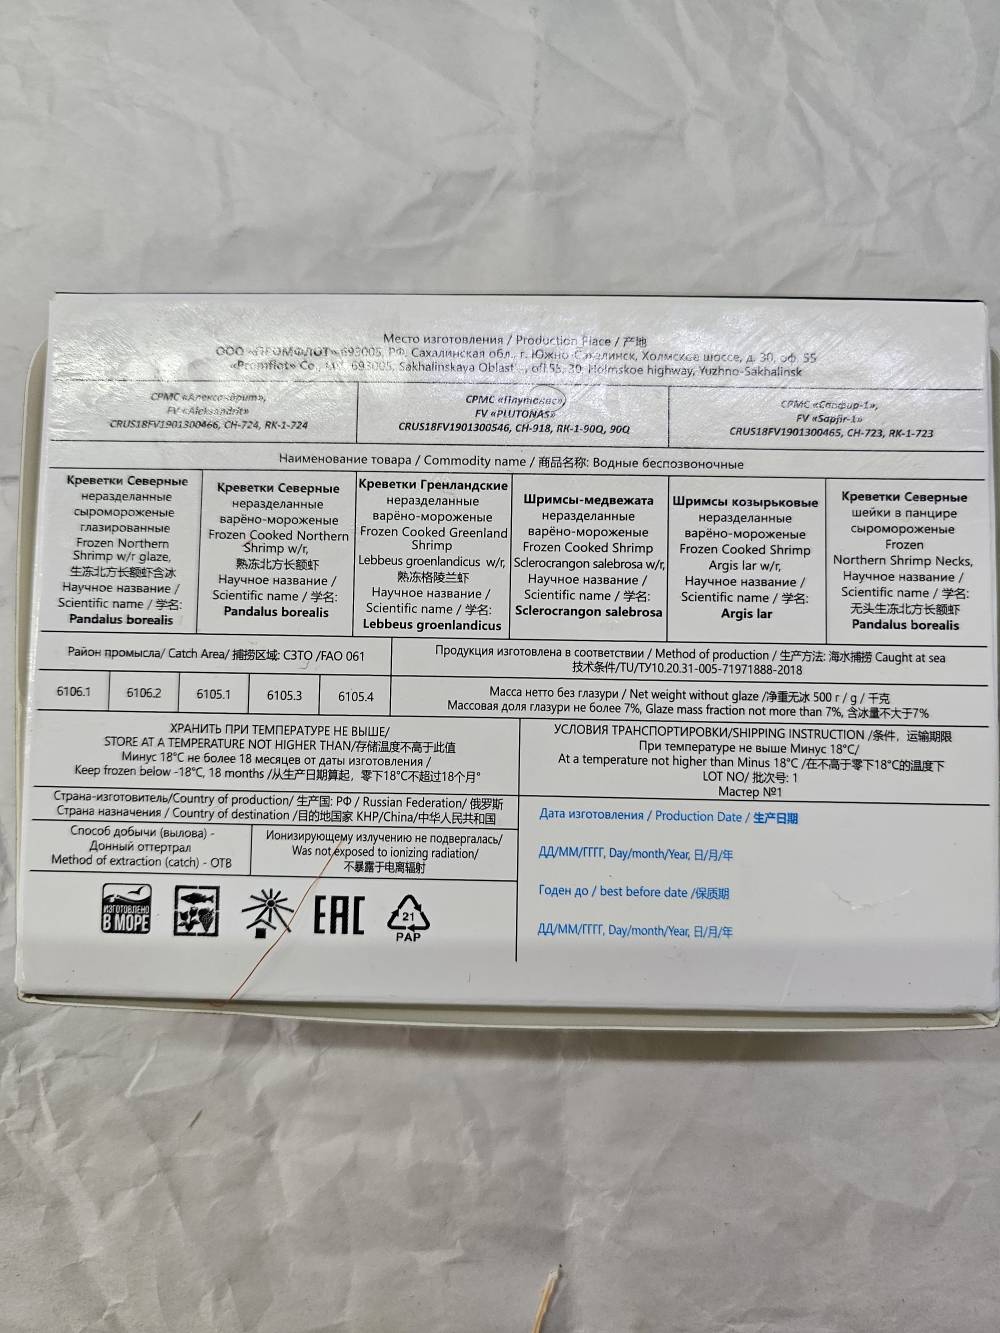 Место изготовления / Production Place / 产地
ООО «ПРОМФЛОТ» 693005, РФ, Сахалинская обл., г. Южно-Сахалинск, Холмское шоссе, д. 30, оф. 55
«Promflot» Co., 693005, Sakhalinskaya Oblast', off.55, 30, Holmskoe highway, Yuzhno-Sakhalinsk
СРМС «Александрит»,
FV «Aleksandrit»
CRUS18FV1901300466, CH-724, RK-1-724
СРМС «Плутонас»,
FV «PLUTONAS»
CRUS18FV1901300546, CH-918, RK-1-90Q, 90Q
СРМС «Сапфир-1»,
FV «Sapfir-1»
CRUS18FV1901300465, CH-723, RK-1-723
Наименование товара / Commodity name / 商品名称: Водные беспозвоночные
Креветки Северные
неразделанные
сыромороженые
глазированные
Frozen Northern
Shrimp w/r glaze,
生冻北方长额虾含冰
Научное название /
Scientific name / 学名:
Pandalus borealis
Креветки Северные
неразделанные
варёно-мороженые
Frozen Cooked Northern
Shrimp w/r,
熟冻北方长额虾
Научное название /
Scientific name / 学名:
Pandalus borealis
Креветки Гренландские
неразделанные
варёно-мороженые
Frozen Cooked Greenland
Shrimp
Lebbeus groenlandicus w/r,
熟冻格陵兰虾
Научное название /
Scientific name / 学名:
Lebbeus groenlandicus
Шримсы-медвежата
неразделанные
варёно-мороженые
Frozen Cooked Shrimp
Sclerocrangon salebrosa w/r,
Научное название /
Scientific name / 学名:
Sclerocrangon salebrosa
Шримсы козырьковые
неразделанные
варёно-мороженые
Frozen Cooked Shrimp
Argis lar w/r,
Научное название /
Scientific name / 学名:
Argis lar
Креветки Северные
шейки в панцире
сыромороженые
Frozen
Northern Shrimp Necks,
Научное название /
Scientific name / 学名:
无头生冻北方长额虾
Pandalus borealis
Район промысла/ Catch Area/ 捕捞区域: СЗТО /FAO 061
Продукция изготовлена в соответствии / Method of production / 生产方法: 海水捕捞 Caught at sea
技术条件/TU/ТУ10.20.31-005-71971888-2018
6106.1
6106.2
6105.1
6105.3
6105.4
Масса нетто без глазури / Net weight without glaze /净重无冰 500 г / g / 千克
Массовая доля глазури не более 7%, Glaze mass fraction not more than 7%, 含冰量不大于7%
ХРАНИТЬ ПРИ ТЕМПЕРАТУРЕ НЕ ВЫШЕ/
STORE AT A TEMPERATURE NOT HIGHER THAN/存储温度不高于此值
Минус 18°С не более 18 месяцев от даты изготовления /
Keep frozen below -18°C, 18 months /从生产日期算起，零下18°C不超过18个月°
УСЛОВИЯ ТРАНСПОРТИРОВКИ/SHIPPING INSTRUCTION /条件，运输期限
При температуре не выше Минус 18°С/
At a temperature not higher than Minus 18°C /在不高于零下18°C的温度下
LOT NO/ 批次号: 1
Мастер №1
Страна-изготовитель/Country of production/ 生产国: РФ / Russian Federation/ 俄罗斯
Страна назначения / Country of destination /目的地国家 КНР/China/中华人民共和国
Способ добычи (вылова) -
Донный оттертрал
Method of extraction (catch) - OTB
Ионизирующему излучению не подвергалась/
Was not exposed to ionizing radiation/
不暴露于电离辐射
Дата изготовления / Production Date / 生产日期
ДД/ММ/ГГГГ, Day/month/Year, 日/月/年
Годен до / best before date /保质期
ДД/ММ/ГГГГ, Day/month/Year, 日/月/年
ИЗГОТОВЛЕНО
В МОРЕ
EAC
21
PAP